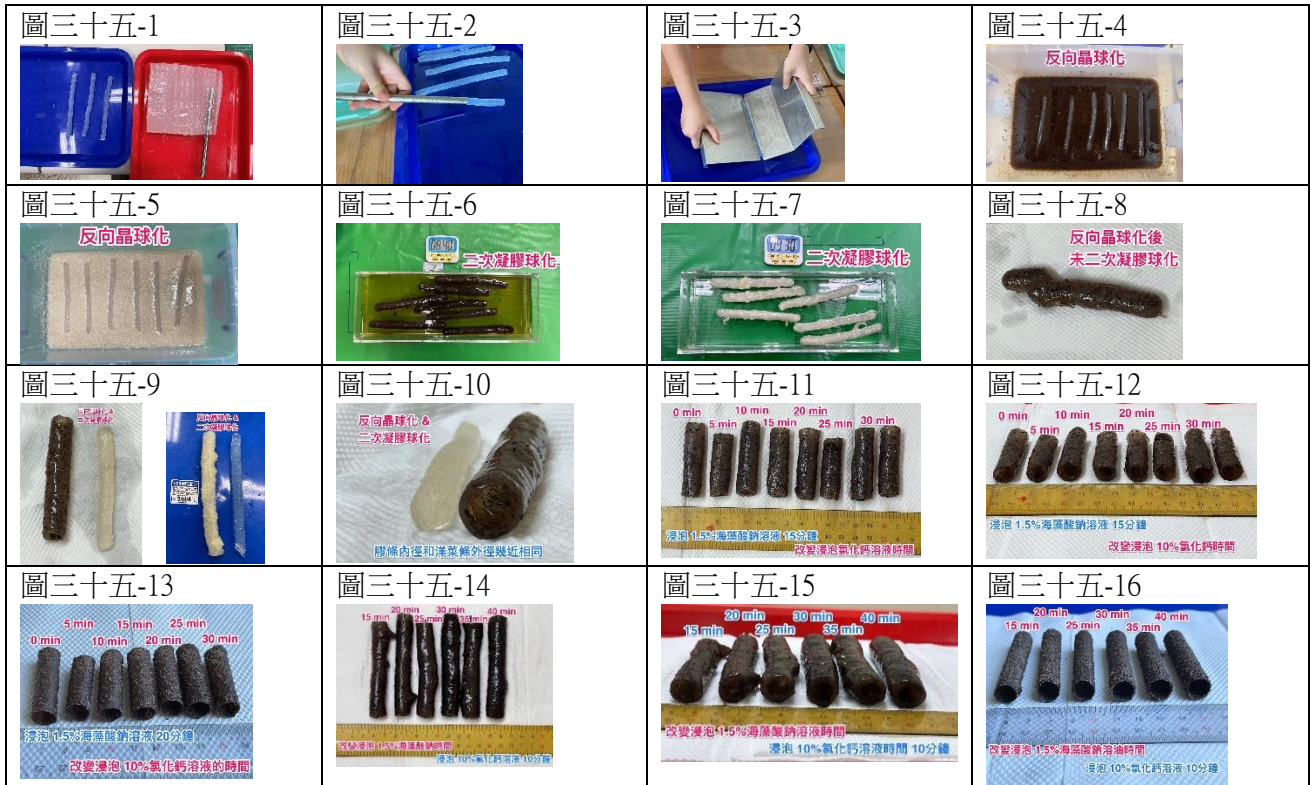 圖三十五-1
圖三十五-2
圖三十五-3
圖三十五-4
反向晶球化
圖三十五-5
反向晶球化
圖三十五-6
二次凝膠球化
圖三十五-7
二次凝膠球化
圖三十五-8
反向晶球化後
未二次凝膠球化
圖三十五-9
反向晶球化 &
二次凝膠球化
反向晶球化 &
二次凝膠球化
圖三十五-10
反向晶球化 &
二次凝膠球化
膠條內徑和洋菜條外徑幾近相同
圖三十五-11
0 min
5 min
10 min
15 min
20 min
25 min
30 min
浸泡 1.5%海藻酸鈉溶液 15分鐘
改變浸泡氯化鈣溶液時間
圖三十五-12
0 min
5 min
10 min
15 min
20 min
25 min
30 min
浸泡 1.5%海藻酸鈉溶液 15分鐘
改變浸泡 10%氯化鈣時間
圖三十五-13
0 min
5 min
10 min
15 min
20 min
25 min
30 min
浸泡 1.5%海藻酸鈉溶液 20分鐘
改變浸泡 10%氯化鈣溶液的時間
圖三十五-14
15 min
20 min
25 min
30 min
35 min
40 min
改變浸泡 1.5%海藻酸鈉時間
浸泡 10%氯化鈣溶液 10分鐘
圖三十五-15
15 min
20 min
25 min
30 min
35 min
40 min
改變浸泡 1.5%海藻酸鈉溶液時間
浸泡 10%氯化鈣溶液時間 10分鐘
圖三十五-16
15 min
20 min
25 min
30 min
35 min
40 min
改變浸泡 1.5%海藻酸鈉溶油時間
浸泡 10%氯化鈣溶液 10分鐘